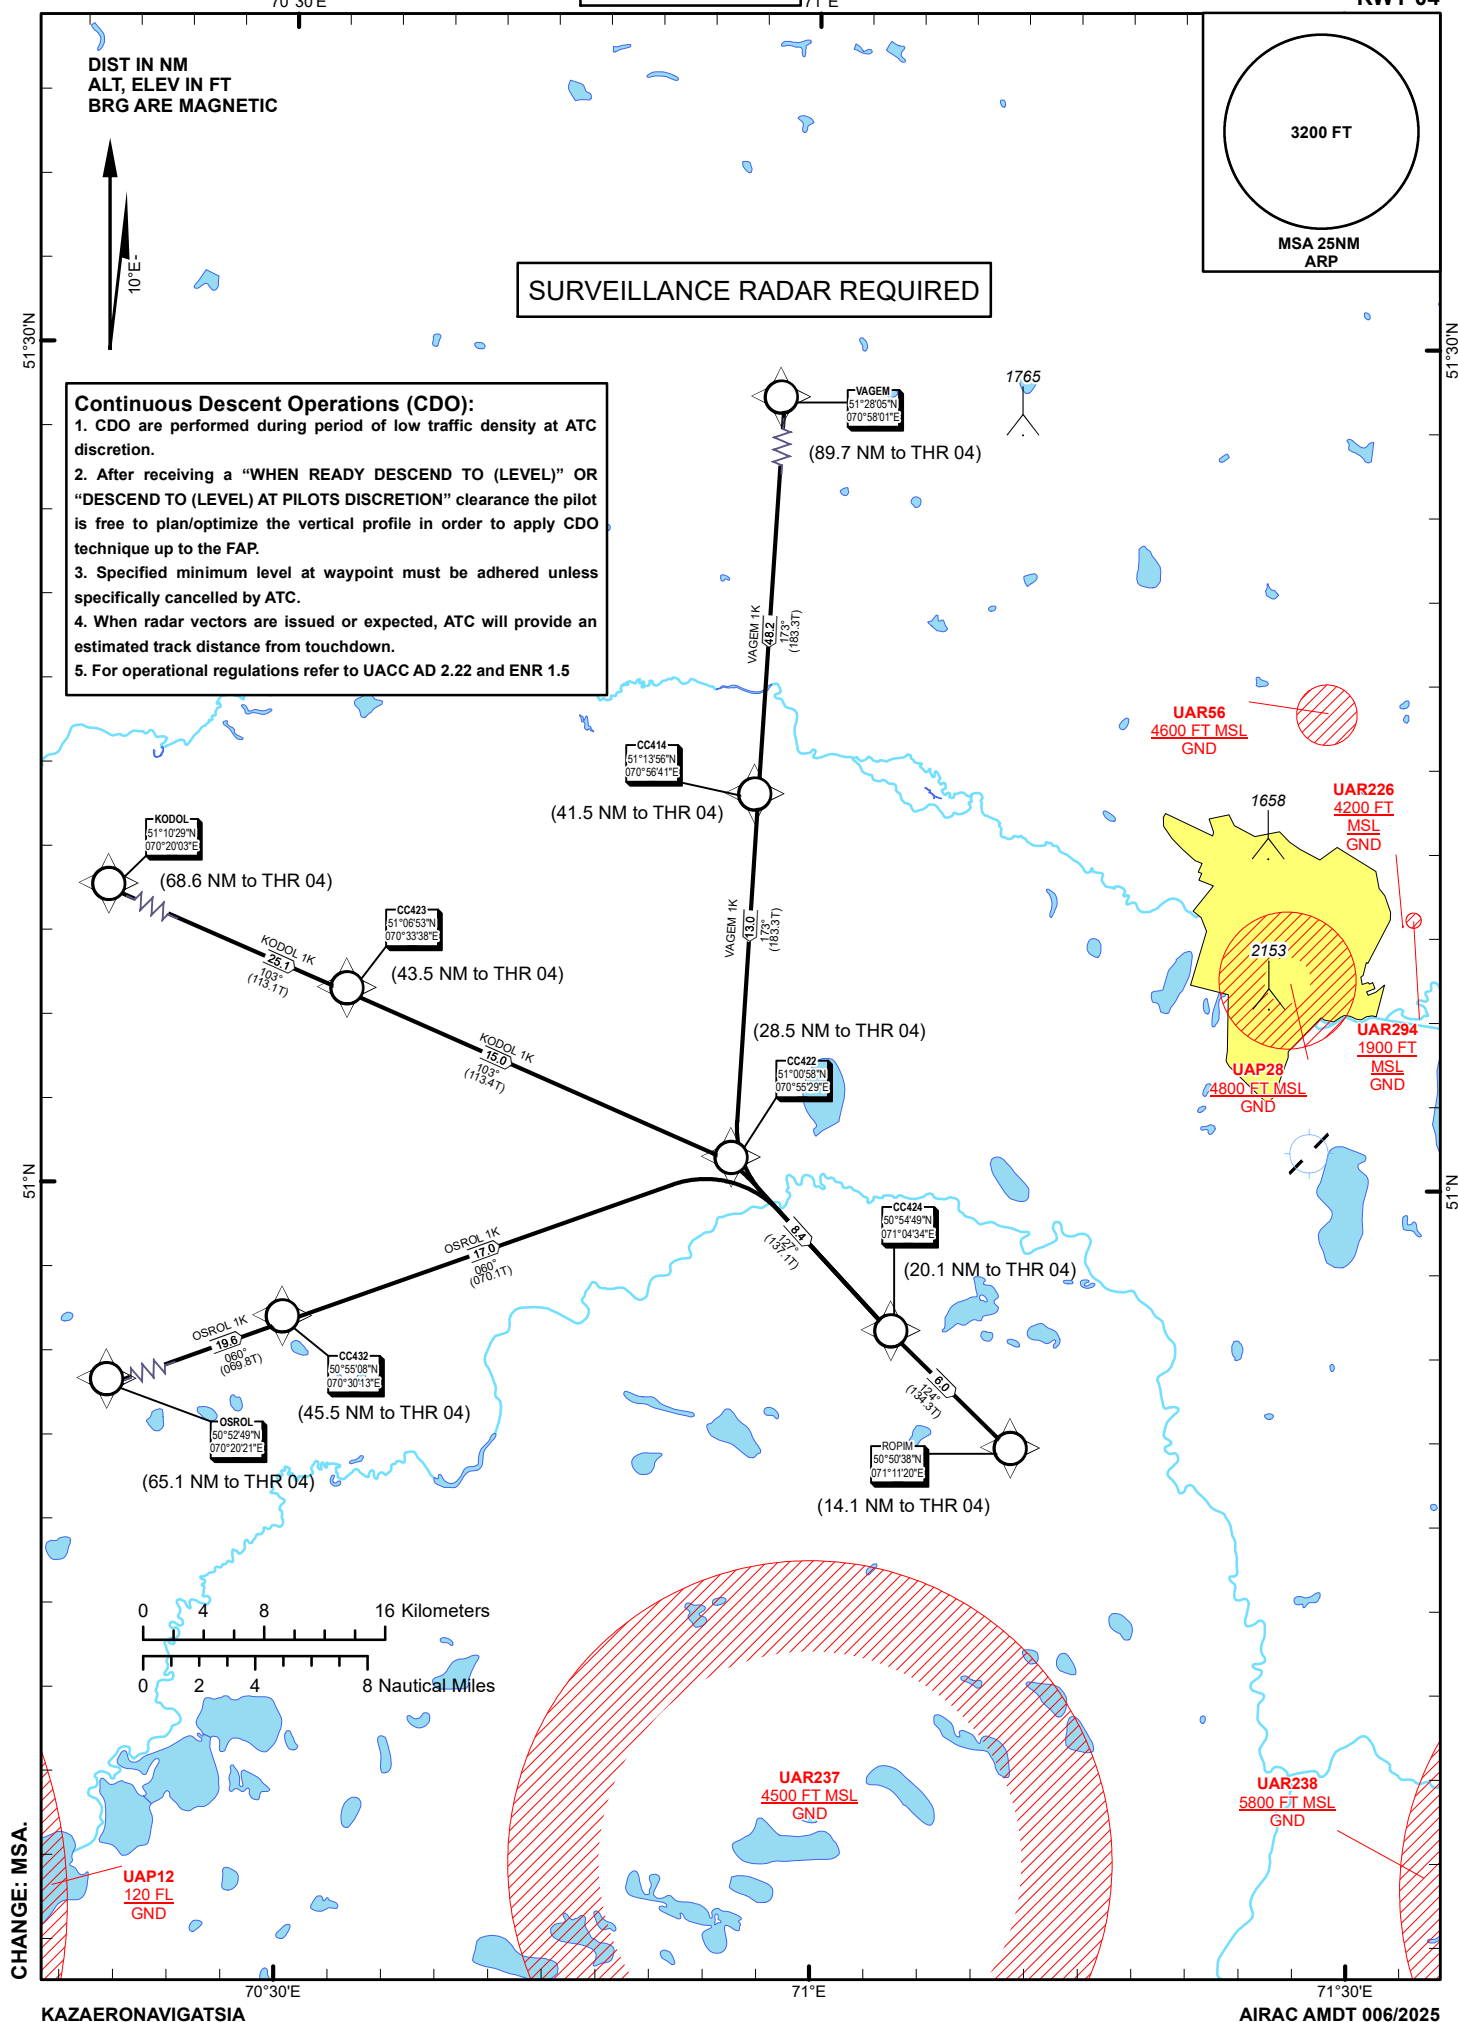 70°30'E
71°E
RWY 04
DIST IN NM
ALT, ELEV IN FT
BRG ARE MAGNETIC
10°E
3200 FT
MSA 25NM
ARP
SURVEILLANCE RADAR REQUIRED
51°30'N
51°30'N
Continuous Descent Operations (CDO):
1. CDO are performed during period of low traffic density at ATC
discretion.
2. After receiving a “WHEN READY DESCEND TO (LEVEL)” OR
“DESCEND TO (LEVEL) AT PILOTS DISCRETION” clearance the pilot
is free to plan/optimize the vertical profile in order to apply CDO
technique up to the FAP.
3. Specified minimum level at waypoint must be adhered unless
specifically cancelled by ATC.
4. When radar vectors are issued or expected, ATC will provide an
estimated track distance from touchdown.
5. For operational regulations refer to UACC AD 2.22 and ENR 1.5
VAGEM
51°28'05"N
070°58'01"E
(89.7 NM to THR 04)
1765
VAGEM 1K
48.2
173°
(183.3T)
UAR56
4600 FT MSL
GND
CC414
51°13'56"N
070°56'41"E
(41.5 NM to THR 04)
1658
UAR226
4200 FT
MSL
GND
KODOL
51°10'29"N
070°20'03"E
(68.6 NM to THR 04)
KODOL 1K
25.1
103°
(113.1T)
CC423
51°06'53"N
070°33'38"E
(43.5 NM to THR 04)
VAGEM 1K
13.0
173°
(183.3T)
2153
KODOL 1K
15.0
103°
(113.4T)
(28.5 NM to THR 04)
CC422
51°00'58"N
070°55'29"E
UAR294
1900 FT
MSL
GND
UAP28
4800 FT MSL
GND
51°N
51°N
OSROL 1K
17.0
060°
(070.1T)
8.4
127°
(137.1T)
CC424
50°54'49"N
071°04'34"E
(20.1 NM to THR 04)
OSROL 1K
19.6
060°
(069.8T)
CC432
50°55'08"N
070°30'13"E
(45.5 NM to THR 04)
6.0
124°
(134.3T)
OSROL
50°52'49"N
070°20'21"E
(65.1 NM to THR 04)
ROPIM
50°50'38"N
071°11'20"E
(14.1 NM to THR 04)
0 4 8 16 Kilometers
0 2 4 8 Nautical Miles
UAR237
4500 FT MSL
GND
UAR238
5800 FT MSL
GND
UAP12
120 FL
GND
CHANGE: MSA.
70°30'E
71°E
71°30'E
KAZAERONAVIGATSIA
AIRAC AMDT 006/2025